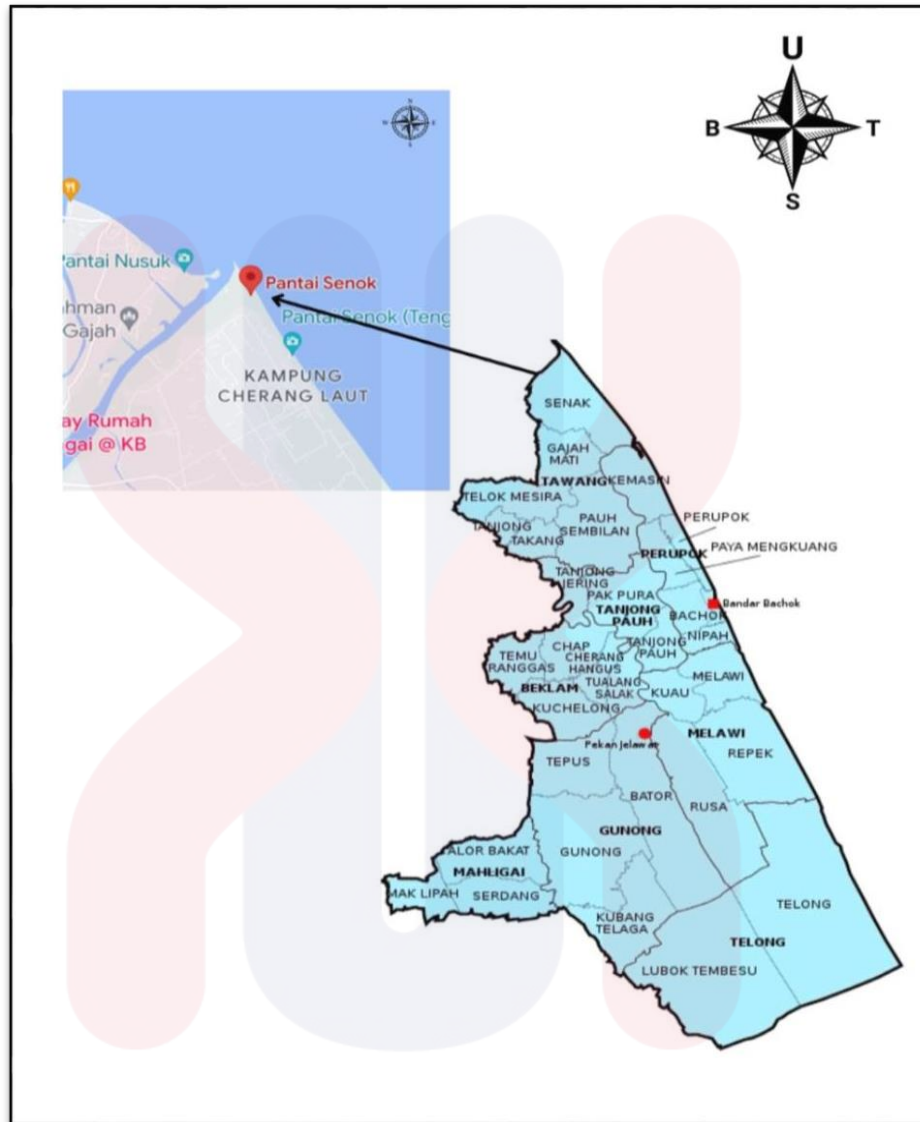 U
B T
S
N
W E
S
Pantai Nusuk
Pantai Senok
Gajah
Pantai Senok (Teng
KAMPUNG
CHERANG LAUT
ay Rumah
gai @ KB
SENAK
GAJAH
MATI
TAWANG
KEMASIN
TELOK MESIRA
TANJONG
TAKANG
PAUH
SEMBILAN
PERUPOK
PERUPOK
PAYA MENGKUANG
TANJONG
JERING
PAK PURA
TANJONG
PAUH
BACHOK
Bandar Bachok
NIPAH
TANJONG
PAUH
CHAP
CHERANG
HANGUS
TEMU
RANGGAS
MELAWI
TUALANG
SALAK
BEKLAM
KUAU
KUCHELONG
MELAWI
Pekan Jelawat
REPEK
TEPUS
BATOR
RUSA
GUNONG
GUNONG
ALOR BAKAT
MAHLIGAI
MAK LIPAH
SERDANG
TELONG
KUBANG
TELAGA
TELONG
LUBOK TEMBESU